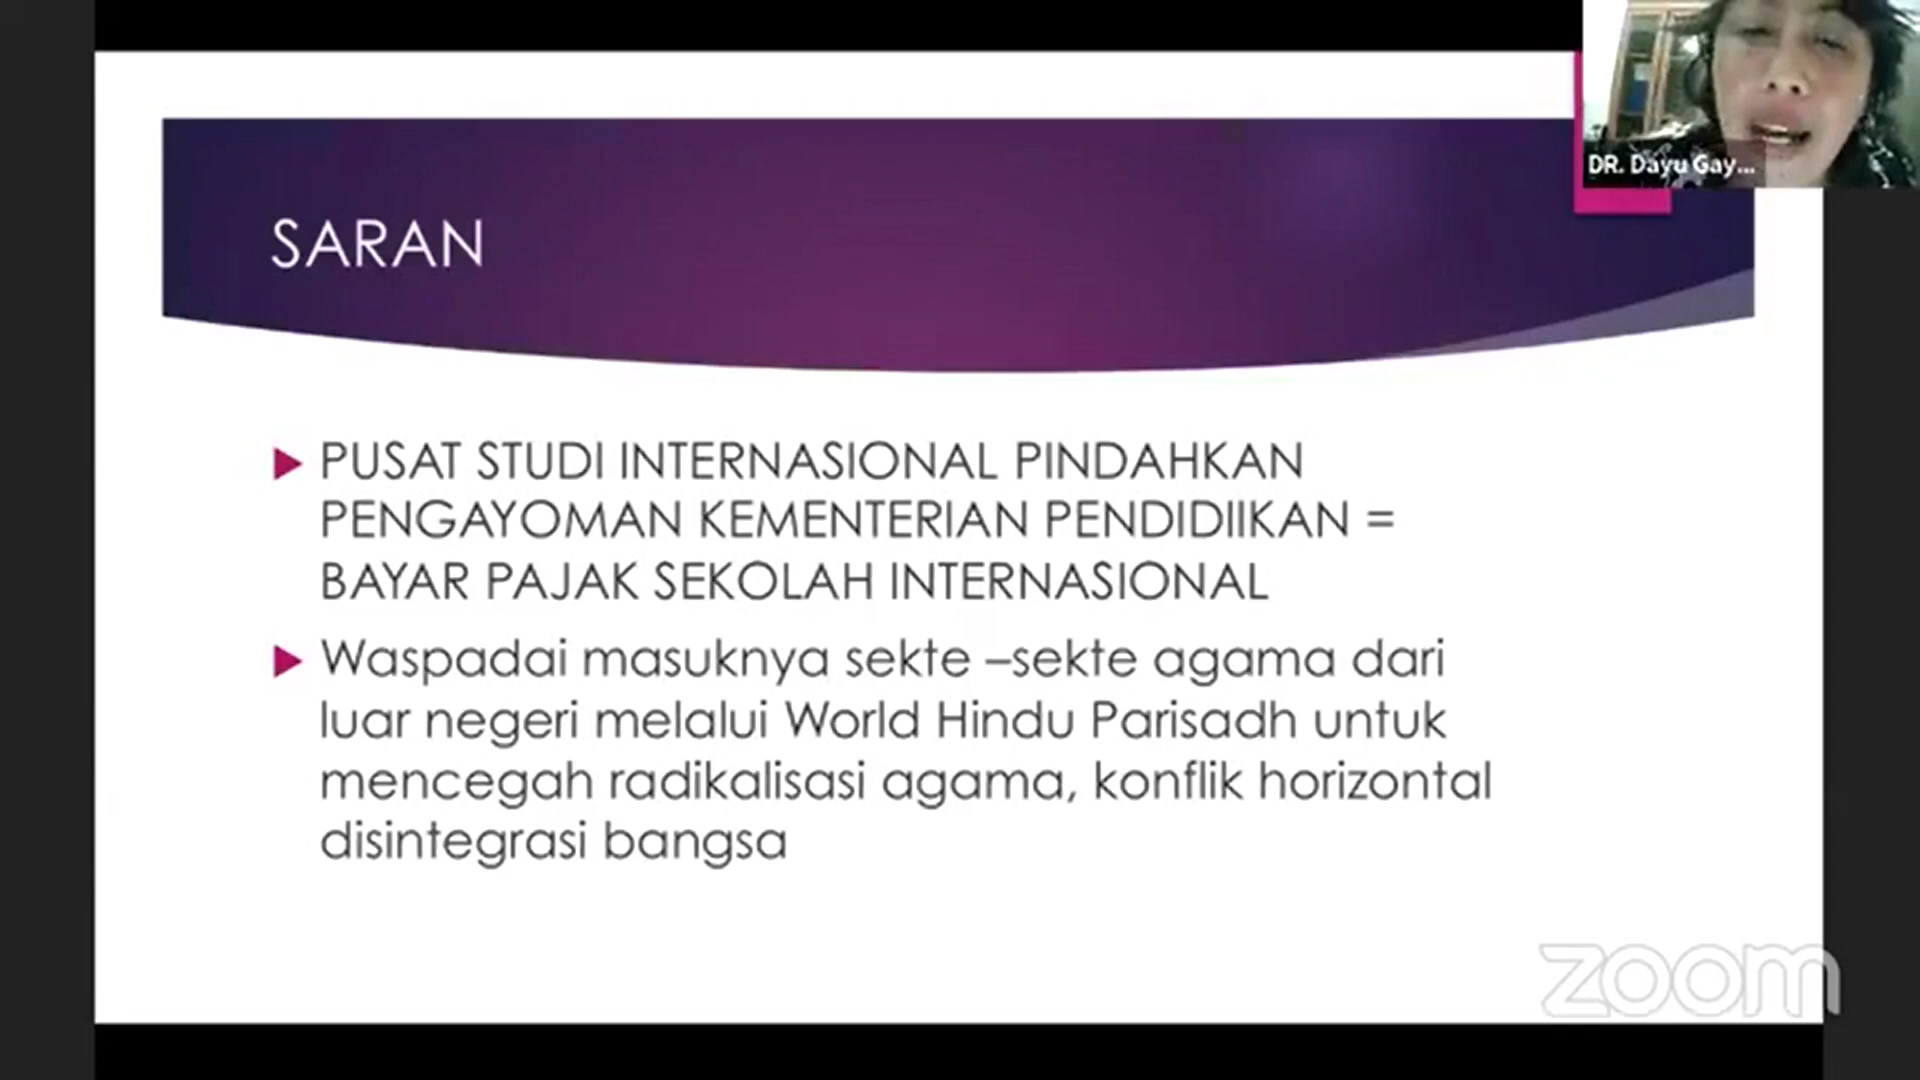 DR. Dayu Gay...
SARAN
PUSAT STUDI INTERNASIONAL PINDAHKAN
PENGAYOMAN KEMENTERIAN PENDIDIIKAN =
BAYAR PAJAK SEKOLAH INTERNASIONAL
Waspadai masuknya sekte –sekte agama dari
luar negeri melalui World Hindu Parisadh untuk
mencegah radikalisasi agama, konflik horizontal
disintegrasi bangsa
zoom